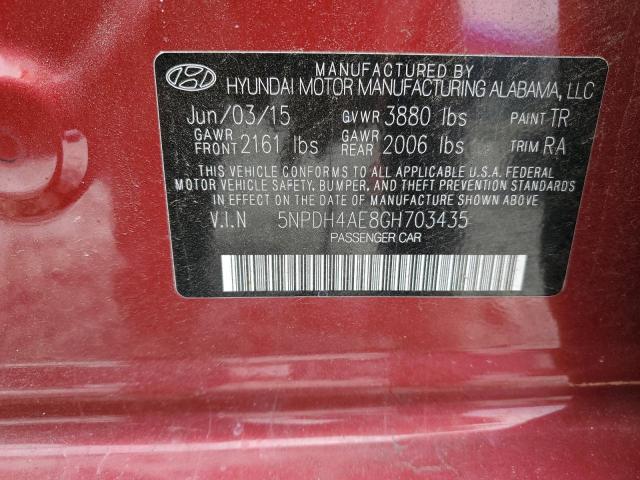 MANUFACTURED BY
HYUNDAI MOTOR MANUFACTURING ALABAMA, LLC
Jun/03/15 GVWR 3880 lbs PAINT TR
GAWR FRONT 2161 lbs GAWR REAR 2006 lbs TRIM RA
THIS VEHICLE CONFORMS TO ALL APPLICABLE U.S.A. FEDERAL
MOTOR VEHICLE SAFETY, BUMPER, AND THEFT PREVENTION STANDARDS
IN EFFECT ON THE DATE OF MANUFACTURE SHOWN ABOVE.
V.I.N 5NPDH4AE8GH703435
PASSENGER CAR